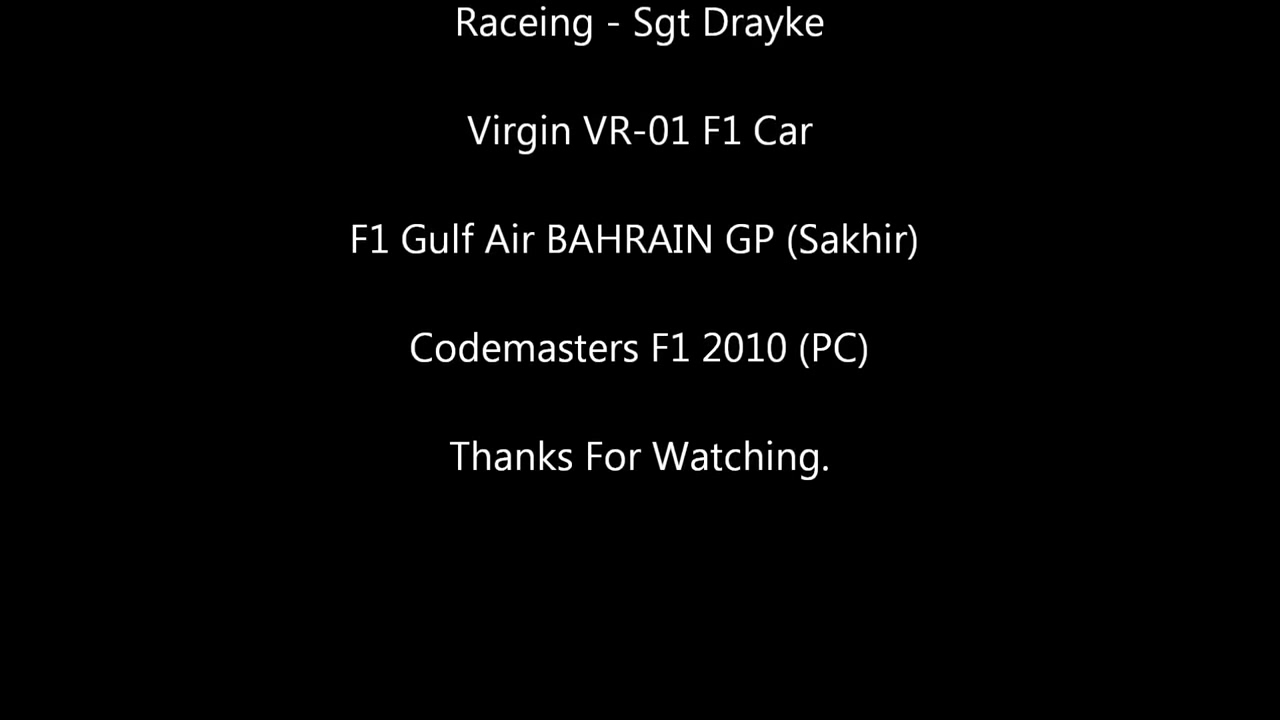 Raceing - Sgt Drayke
Virgin VR-01 F1 Car
F1 Gulf Air BAHRAIN GP (Sakhir)
Codemasters F1 2010 (PC)
Thanks For Watching.